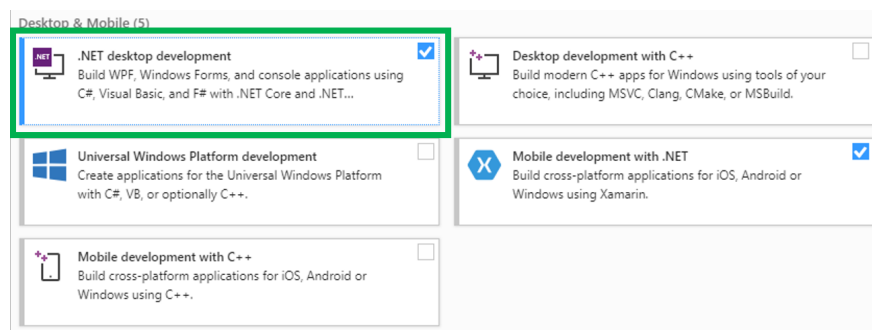 Desktop & Mobile (5)
.NET
.NET desktop development
Build WPF, Windows Forms, and console applications using
C#, Visual Basic, and F# with .NET Core and .NET...
Desktop development with C++
Build modern C++ apps for Windows using tools of your
choice, including MSVC, Clang, CMake, or MSBuild.
Universal Windows Platform development
Create applications for the Universal Windows Platform
with C#, VB, or optionally C++.
Mobile development with .NET
Build cross-platform applications for iOS, Android or
Windows using Xamarin.
Mobile development with C++
Build cross-platform applications for iOS, Android or
Windows using C++.